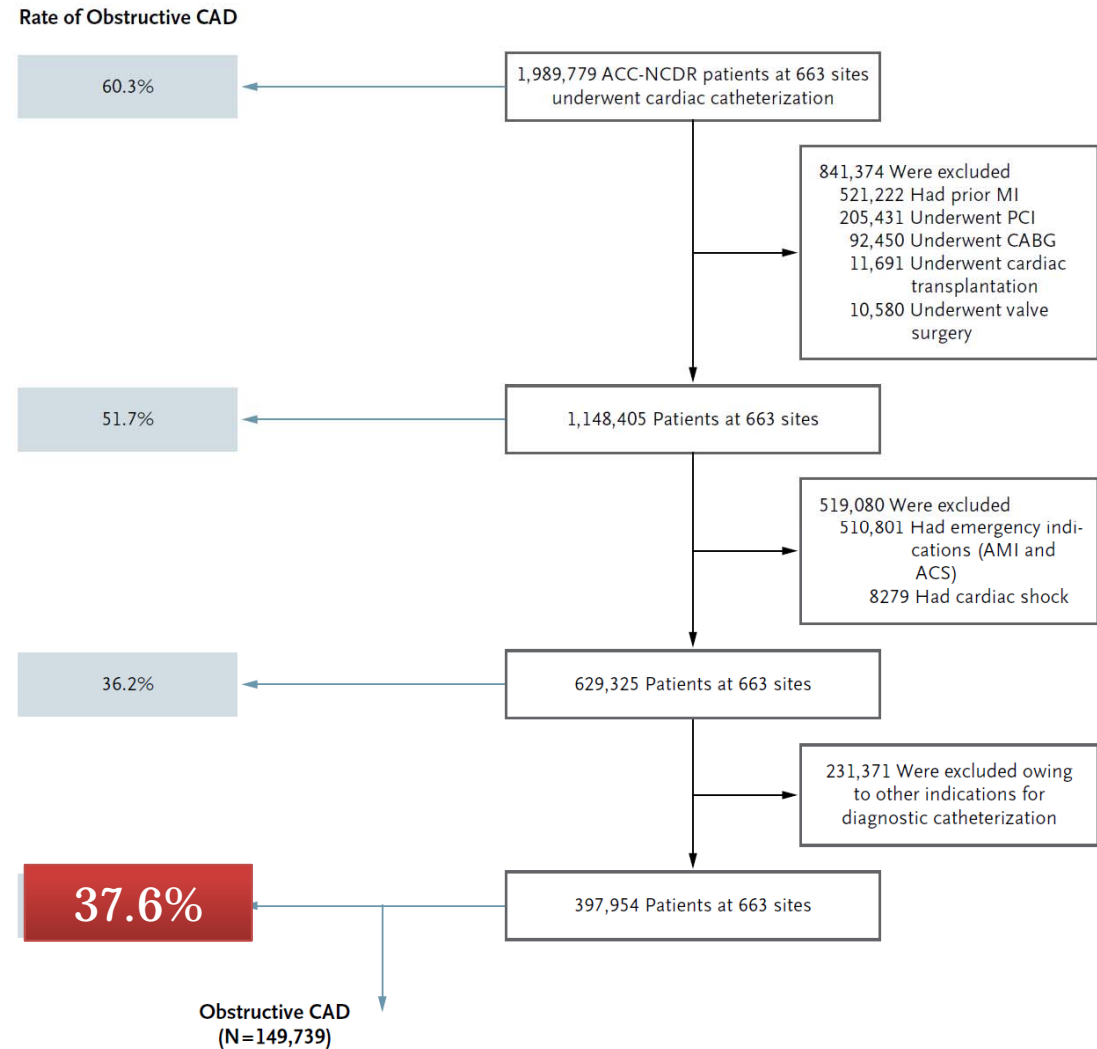 Rate of Obstructive CAD
60.3%
1,989,779 ACC-NCDR patients at 663 sites
underwent cardiac catheterization
841,374 Were excluded
521,222 Had prior MI
205,431 Underwent PCI
92,450 Underwent CABG
11,691 Underwent cardiac
transplantation
10,580 Underwent valve
surgery
51.7%
1,148,405 Patients at 663 sites
519,080 Were excluded
510,801 Had emergency indi-
cations (AMI and
ACS)
8279 Had cardiac shock
36.2%
629,325 Patients at 663 sites
231,371 Were excluded owing
to other indications for
diagnostic catheterization
37.6%
397,954 Patients at 663 sites
Obstructive CAD
(N=149,739)